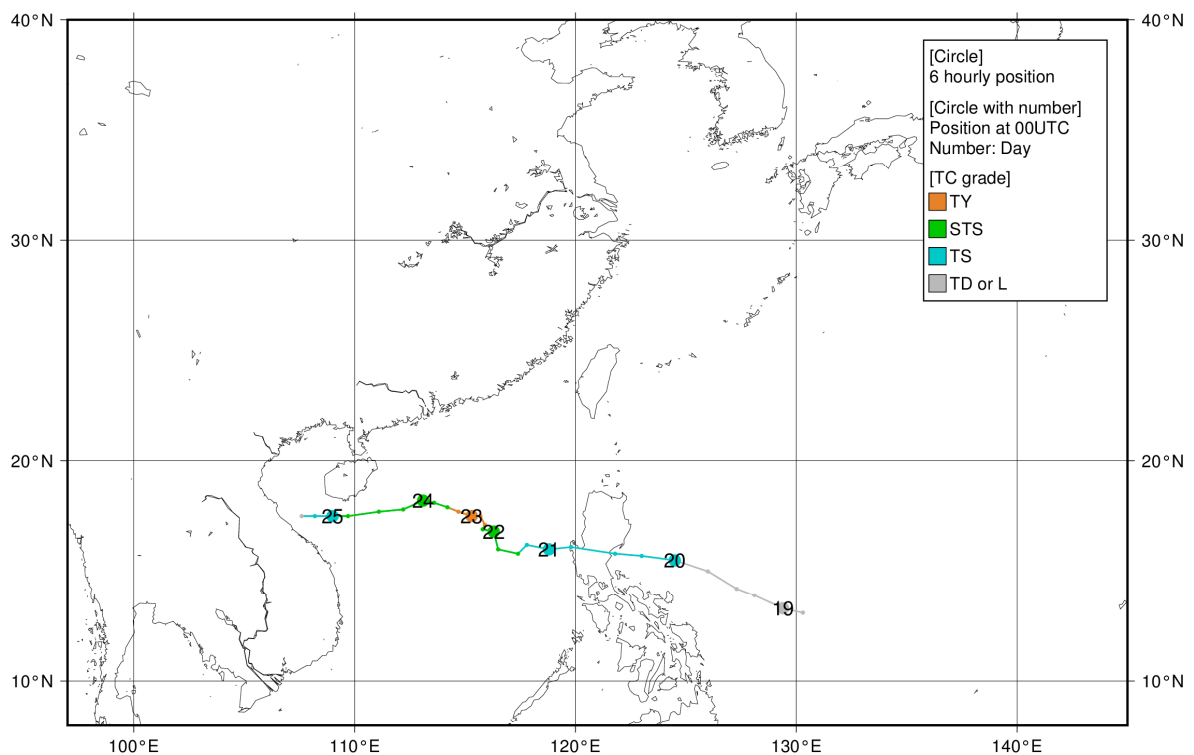 40°N
40°N
[Circle]
6 hourly position
[Circle with number]
Position at 00UTC
Number: Day
[TC grade]
TY
STS
TS
TD or L
30°N
30°N
20°N
20°N
24
25
23
22
21
20
19
10°N
10°N
100°E
110°E
120°E
130°E
140°E